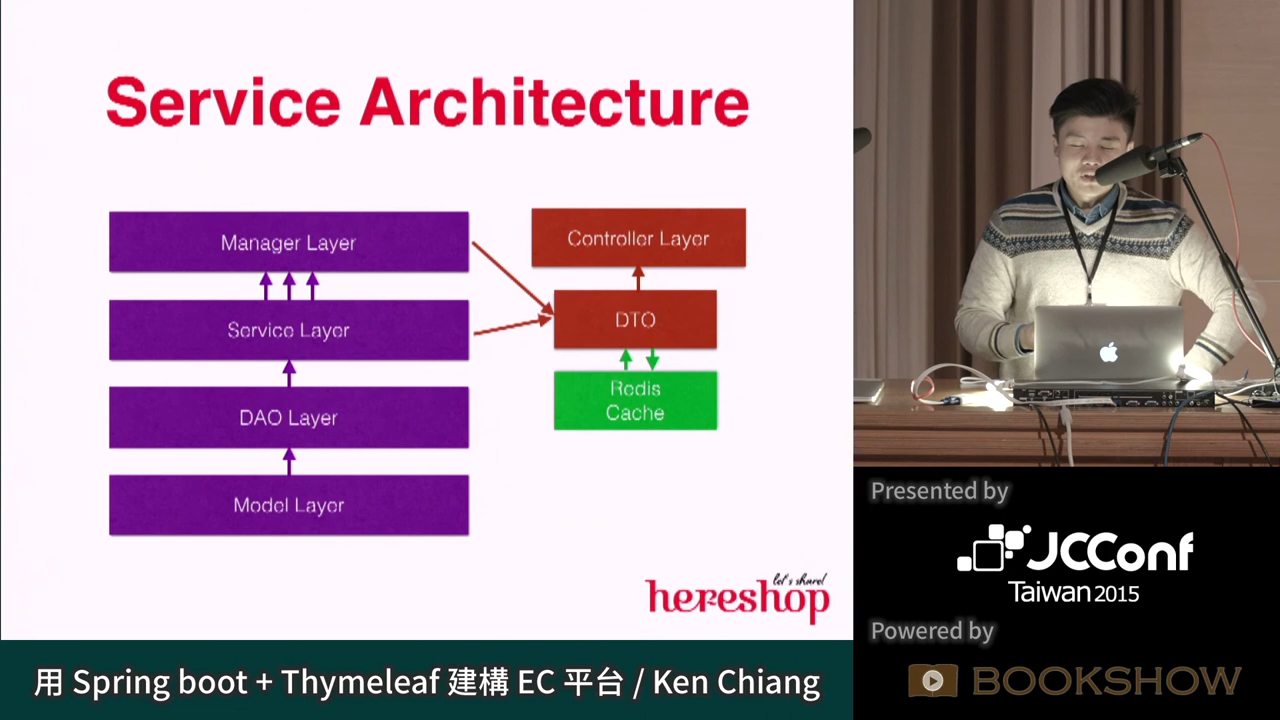 Service Architecture
Manager Layer
Controller Layer
Service Layer
DTO
DAO Layer
Redis
Cache
Model Layer
let's share!
hereshop
Presented by
JCConf
Taiwan 2015
Powered by
BOOKSHOW
用 Spring boot + Thymeleaf 建構 EC 平台 / Ken Chiang